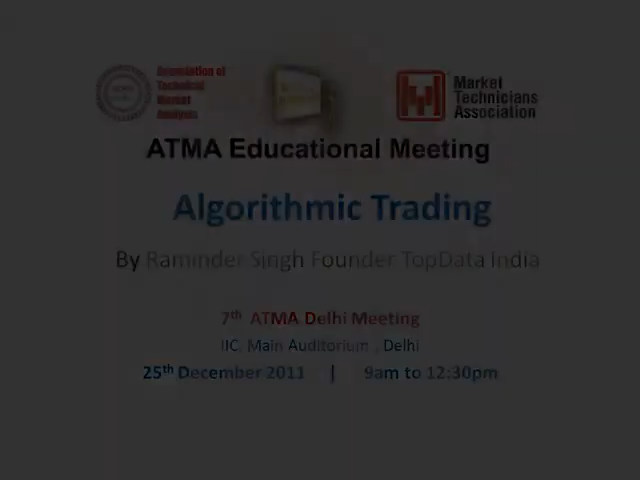 Association of
Technical
Market
Analysts
Market
Technicians
Association
ATMA Educational Meeting
Algorithmic Trading
By Raminder Singh Founder TopData India
7th ATMA Delhi Meeting
IIC, Main Auditorium , Delhi
25th December 2011 | 9am to 12:30pm